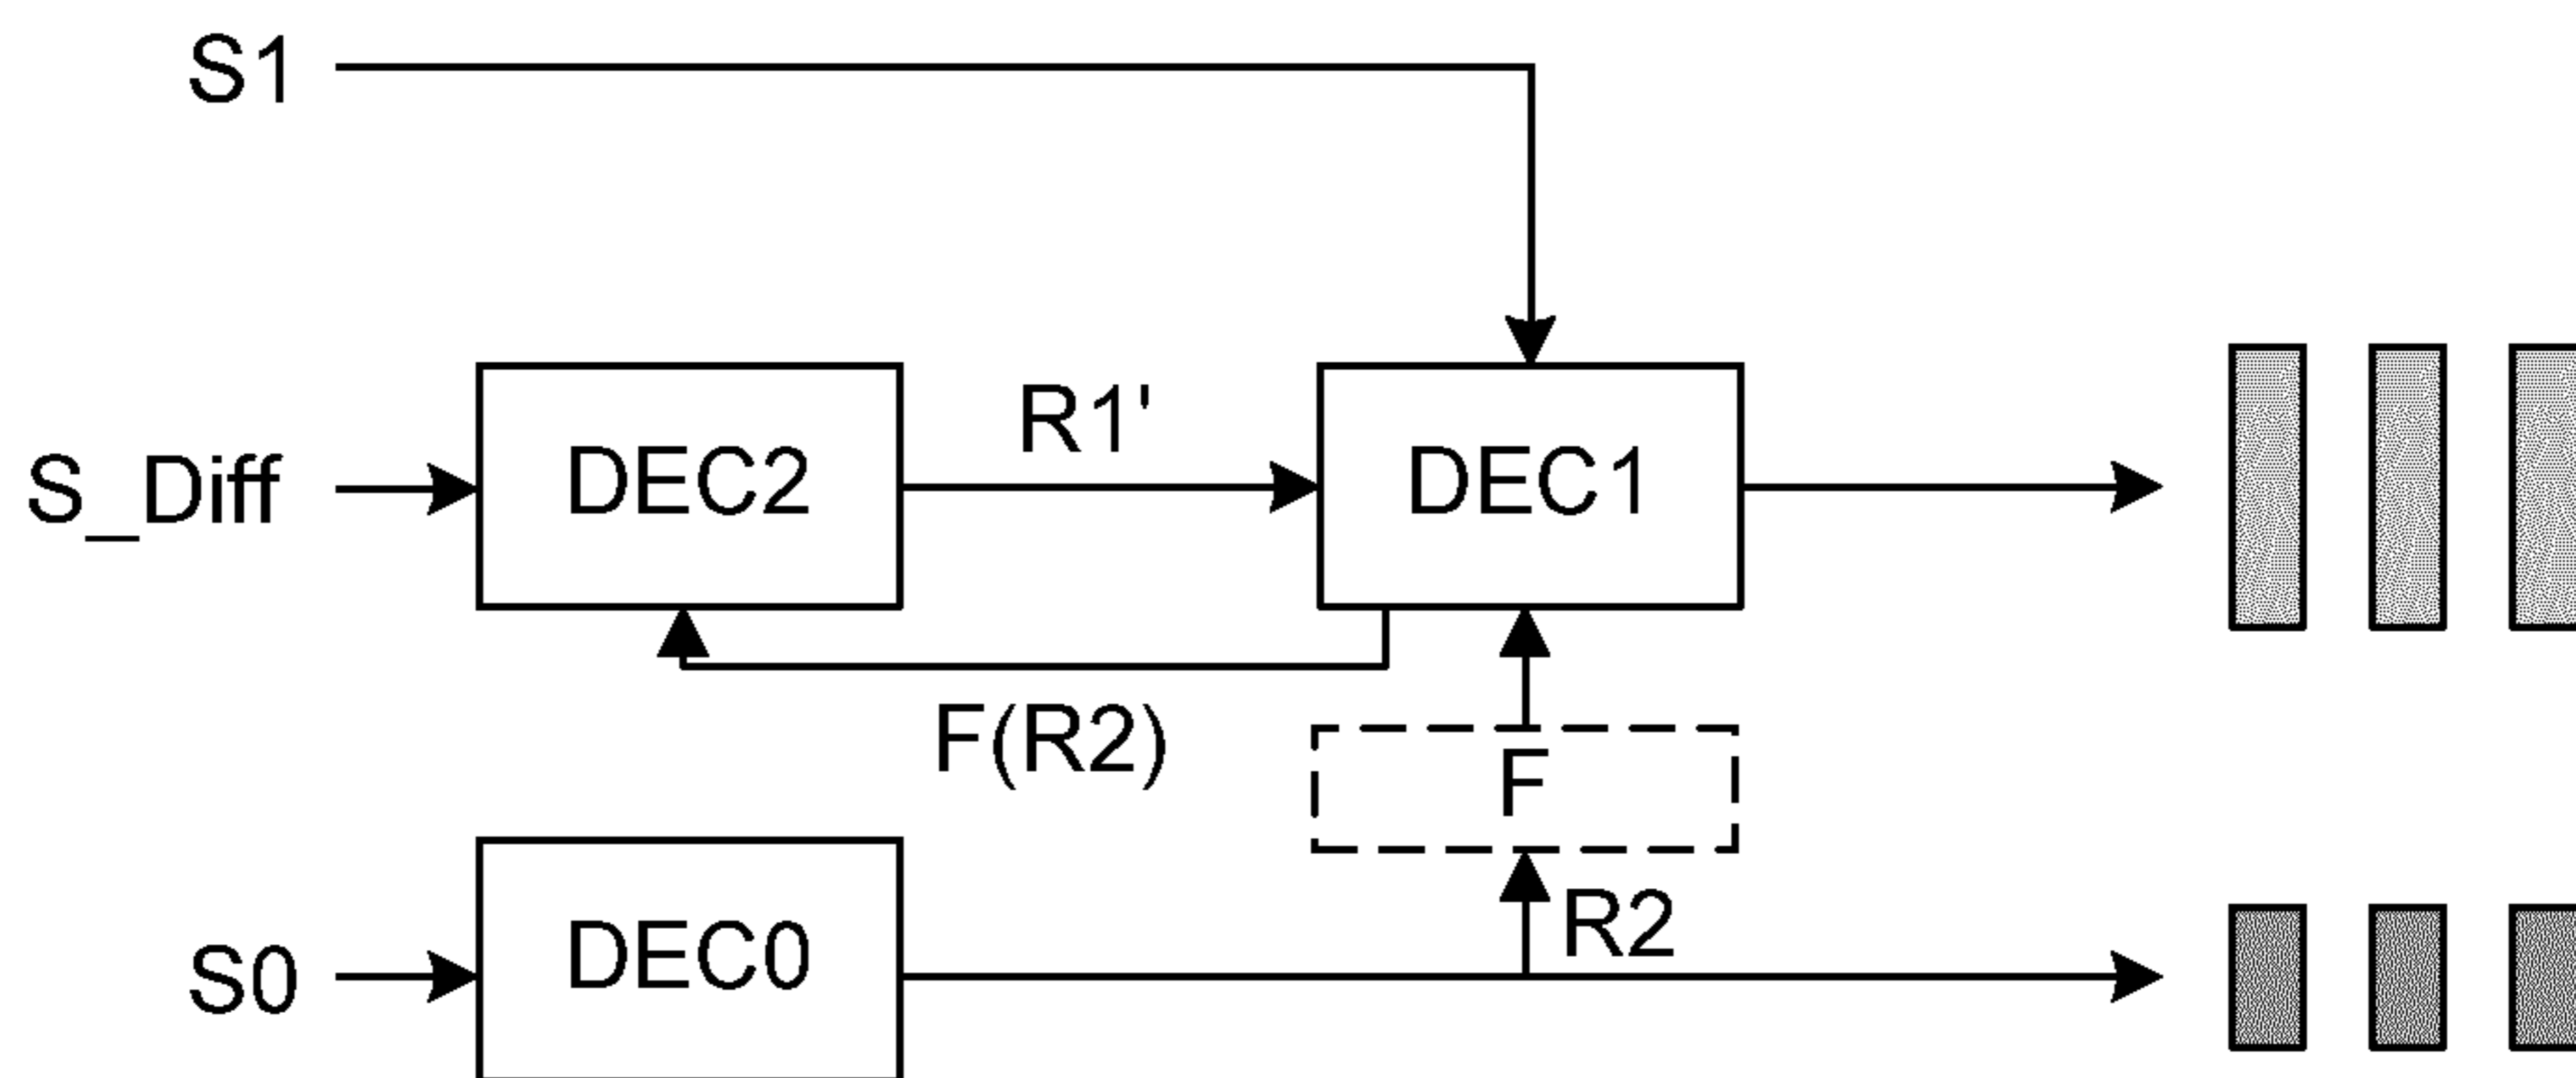 S1
R1'
S_Diff
DEC2
DEC1
F(R2)
F
R2
S0
DEC0